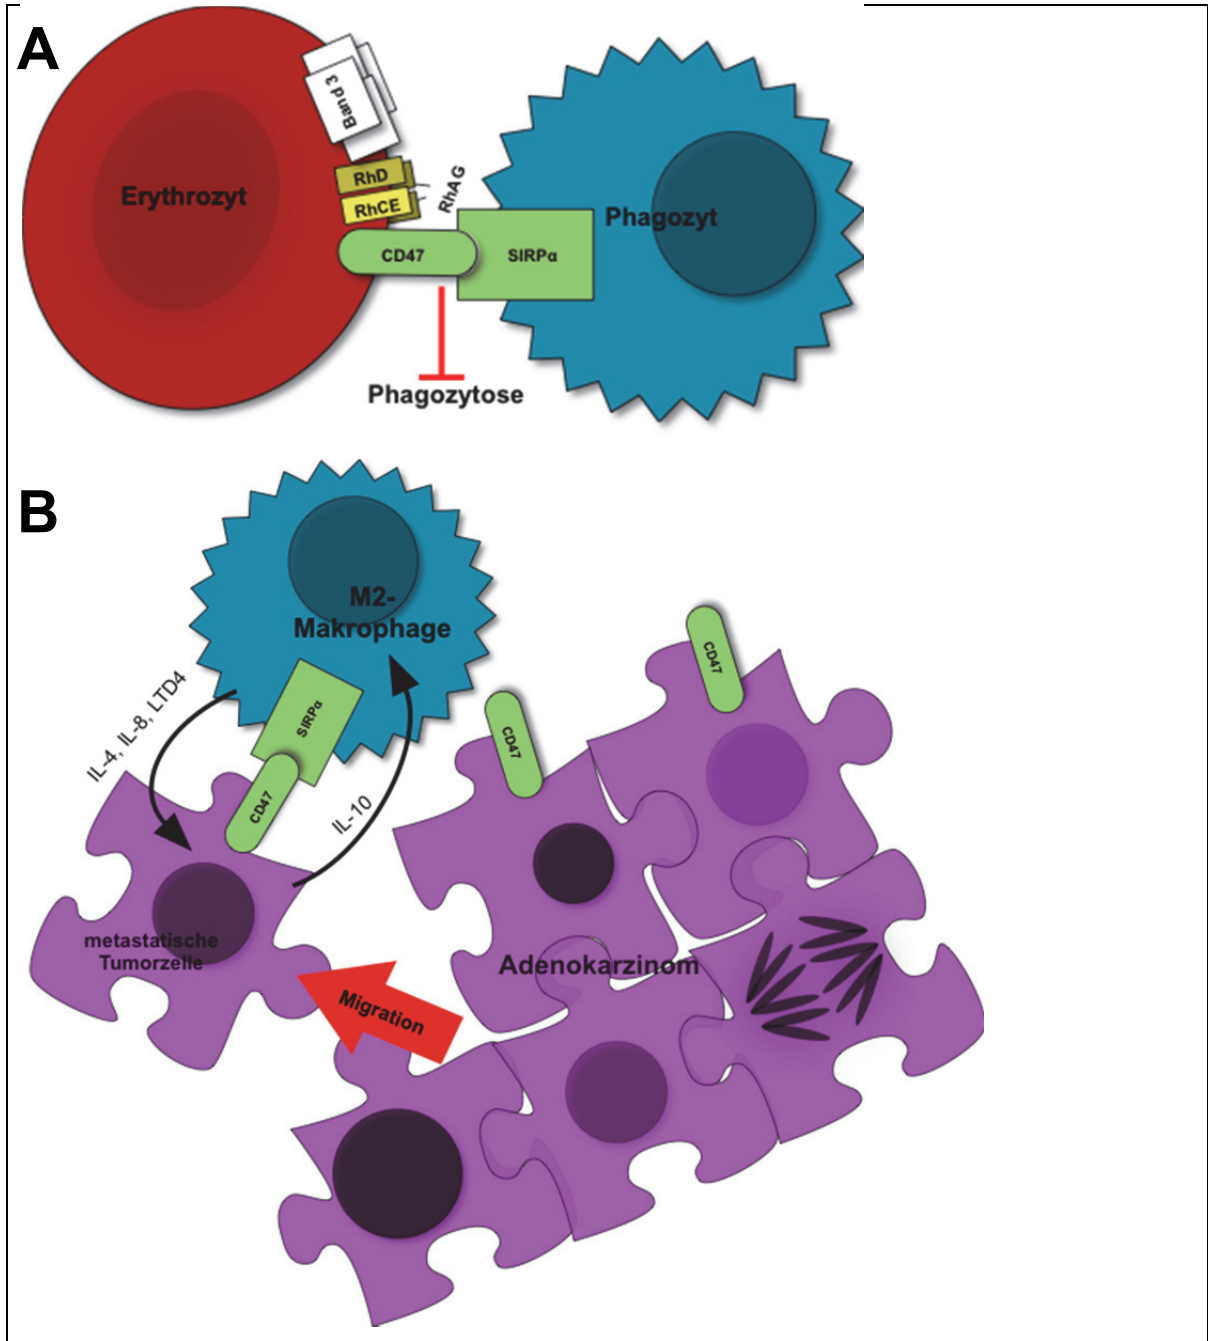 A
Band 3
Erythrozyt
RhD
RhCE
RhAG
Phagozyt
CD47
SIRPα
Phagozytose
B
M2-
Makrophage
IL-4, IL-8, LTD4
SIRPα
CD47
IL-10
CD47
CD47
metastatische
Tumorzelle
Adenokarzinom
Migration